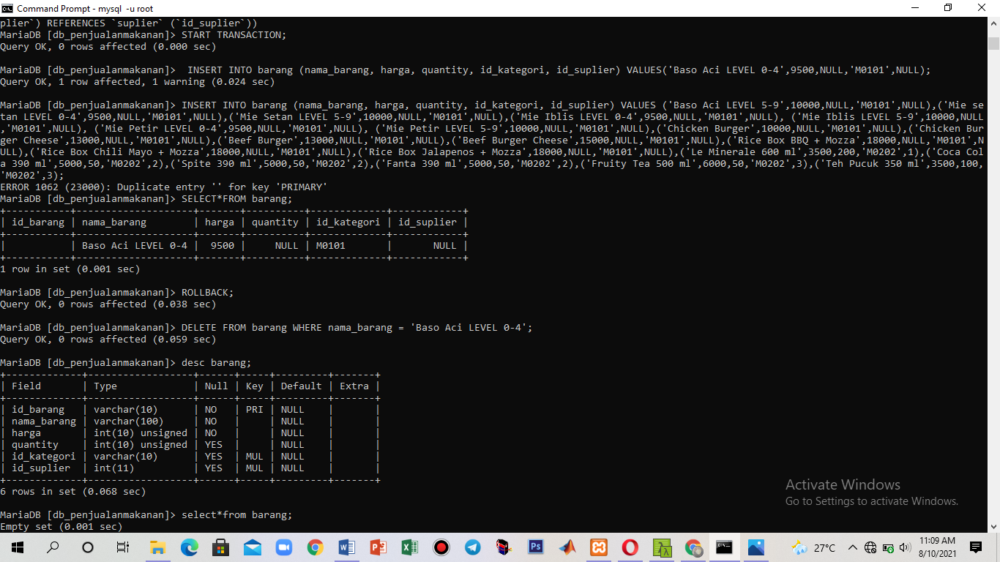 Command Prompt - mysql -u root
plier`) REFERENCES `suplier` (`id_suplier`))
MariaDB [db_penjualanmakanan]> START TRANSACTION;
Query OK, 0 rows affected (0.000 sec)
MariaDB [db_penjualanmakanan]>  INSERT INTO barang (nama_barang, harga, quantity, id_kategori, id_suplier) VALUES('Baso Aci LEVEL 0-4',9500,NULL,'M0101',NULL);
Query OK, 1 row affected, 1 warning (0.024 sec)
MariaDB [db_penjualanmakanan]> INSERT INTO barang (nama_barang, harga, quantity, id_kategori, id_suplier) VALUES ('Baso Aci LEVEL 5-9',10000,NULL,'M0101',NULL),('Mie se
tan LEVEL 0-4',9500,NULL,'M0101',NULL),('Mie Setan LEVEL 5-9',10000,NULL,'M0101',NULL),('Mie Iblis LEVEL 0-4',9500,NULL,'M0101',NULL), ('Mie Iblis LEVEL 5-9',10000,NULL
,'M0101',NULL), ('Mie Petir LEVEL 0-4',9500,NULL,'M0101',NULL), ('Mie Petir LEVEL 5-9',10000,NULL,'M0101',NULL),('Chicken Burger',10000,NULL,'M0101',NULL),('Chicken Bur
ger Cheese',13000,NULL,'M0101',NULL),('Beef Burger',13000,NULL,'M0101',NULL),('Beef Burger Cheese',15000,NULL,'M0101',NULL),('Rice Box BBQ + Mozza',18000,NULL,'M0101',N
ULL),('Rice Box Chili Mayo + Mozza',18000,NULL,'M0101',NULL),('Rice Box Jalapenos + Mozza',18000,NULL,'M0101',NULL),('Le Minerale 600 ml',3500,200,'M0202',1),('Coca Col
a 390 ml',5000,50,'M0202',2),('Spite 390 ml',5000,50,'M0202',2),('Fanta 390 ml',5000,50,'M0202',2),('Fruity Tea 500 ml',6000,50,'M0202',3),('Teh Pucuk 350 ml',3500,100,
'M0202',3);
ERROR 1062 (23000): Duplicate entry '' for key 'PRIMARY'
MariaDB [db_penjualanmakanan]> SELECT*FROM barang;
+-----------+--------------------+-------+----------+-------------+------------+
| id_barang | nama_barang        | harga | quantity | id_kategori | id_suplier |
+-----------+--------------------+-------+----------+-------------+------------+
|           | Baso Aci LEVEL 0-4 |  9500 |     NULL | M0101       |       NULL |
+-----------+--------------------+-------+----------+-------------+------------+
1 row in set (0.001 sec)
MariaDB [db_penjualanmakanan]> ROLLBACK;
Query OK, 0 rows affected (0.038 sec)
MariaDB [db_penjualanmakanan]> DELETE FROM barang WHERE nama_barang = 'Baso Aci LEVEL 0-4';
Query OK, 0 rows affected (0.059 sec)
MariaDB [db_penjualanmakanan]> desc barang;
+-------------+------------------+------+-----+---------+-------+
| Field       | Type             | Null | Key | Default | Extra |
+-------------+------------------+------+-----+---------+-------+
| id_barang   | varchar(10)      | NO   | PRI | NULL    |       |
| nama_barang | varchar(100)     | NO   |     | NULL    |       |
| harga       | int(10) unsigned | NO   |     | NULL    |       |
| quantity    | int(10) unsigned | YES  |     | NULL    |       |
| id_kategori | varchar(10)      | YES  | MUL | NULL    |       |
| id_suplier  | int(11)          | YES  | MUL | NULL    |       |
+-------------+------------------+------+-----+---------+-------+
6 rows in set (0.068 sec)
MariaDB [db_penjualanmakanan]> select*from barang;
Empty set (0.001 sec)
Activate Windows
Go to Settings to activate Windows.
27°C
11:09 AM
8/10/2021